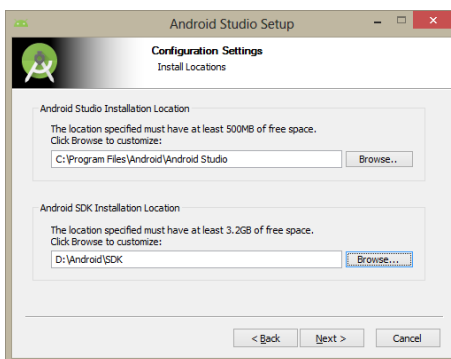 Android Studio Setup
Configuration Settings
Install Locations
Android Studio Installation Location
The location specified must have at least 500MB of free space.
Click Browse to customize:
C:\Program Files\Android\Android Studio
Browse..
Android SDK Installation Location
The location specified must have at least 3.2GB of free space.
Click Browse to customize:
D:\Android\SDK
Browse...
< Back
Next >
Cancel